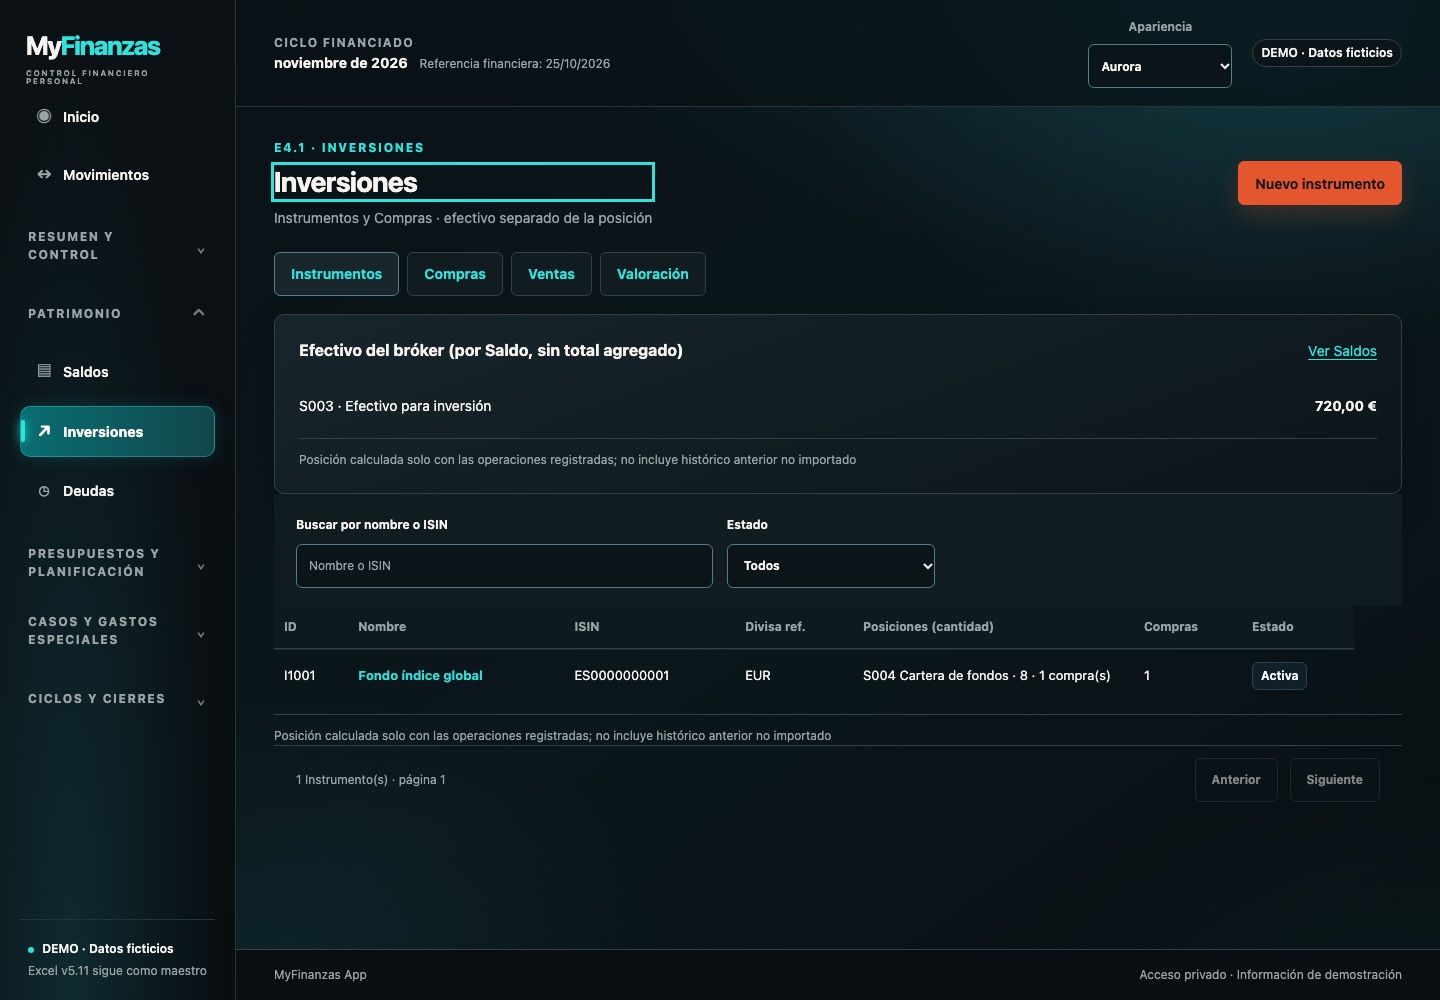 MyFinanzas
CONTROL FINANCIERO
PERSONAL
Inicio
Movimientos
RESUMEN Y
CONTROL
PATRIMONIO
Saldos
Inversiones
Deudas
PRESUPUESTOS Y
PLANIFICACIÓN
CASOS Y GASTOS
ESPECIALES
CICLOS Y CIERRES
DEMO · Datos ficticios
Excel v5.11 sigue como maestro
CICLO FINANCIADO
noviembre de 2026 Referencia financiera: 25/10/2026
Apariencia
Aurora
DEMO · Datos ficticios
E4.1 · INVERSIONES
Inversiones
Instrumentos y Compras · efectivo separado de la posición
Nuevo instrumento
Instrumentos Compras Ventas Valoración
Efectivo del bróker (por Saldo, sin total agregado) Ver Saldos
S003 · Efectivo para inversión 720,00 €
Posición calculada solo con las operaciones registradas; no incluye histórico anterior no importado
Buscar por nombre o ISIN Estado
Nombre o ISIN Todos
ID Nombre ISIN Divisa ref. Posiciones (cantidad) Compras Estado
I1001 Fondo índice global ES0000000001 EUR S004 Cartera de fondos · 8 · 1 compra(s) 1 Activa
Posición calculada solo con las operaciones registradas; no incluye histórico anterior no importado
1 Instrumento(s) · página 1 Anterior Siguiente
MyFinanzas App Acceso privado · Información de demostración